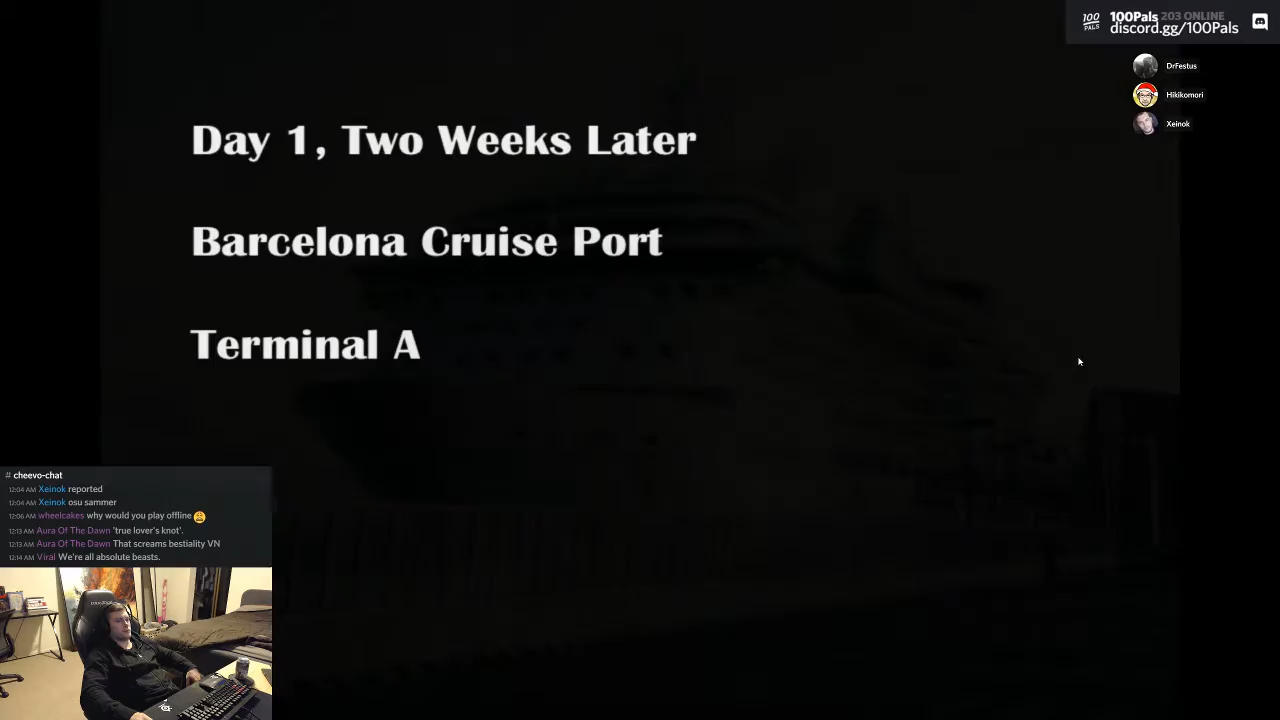 100Pals 203 ONLINE
100 PALS
discord.gg/100Pals
DrFestus
Hikikomori
Xeinok
Day 1, Two Weeks Later
Barcelona Cruise Port
Terminal A
# cheevo-chat
12:04 AM Xeinok reported
12:04 AM Xeinok osu sammer
12:06 AM wheelcakes why would you play offline
12:13 AM Aura Of The Dawn 'true lover's knot'.
12:13 AM Aura Of The Dawn That screams bestiality VN
12:14 AM Viral We're all absolute beasts.